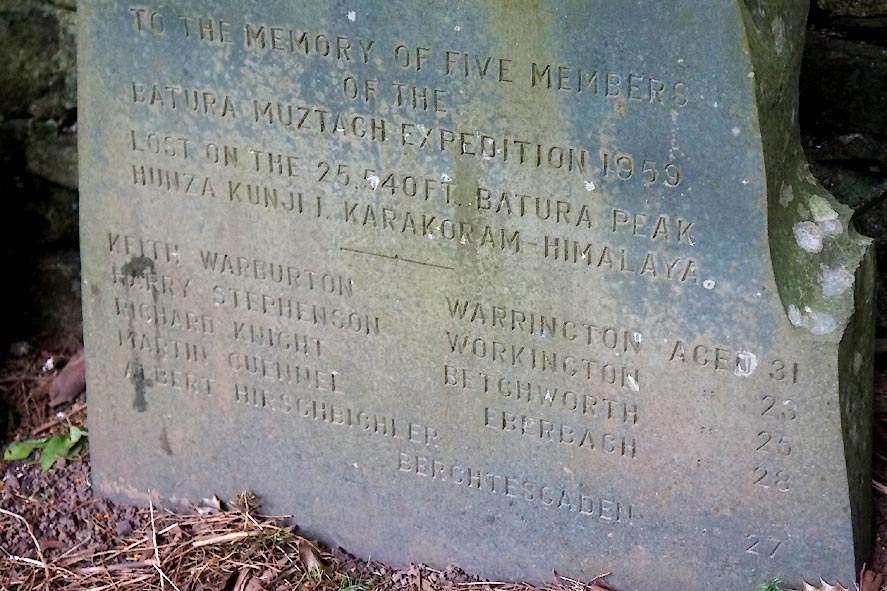 TO THE MEMORY OF FIVE MEMBERS
OF THE
BATURA MUZTACH EXPEDITION 1959
LOST ON THE 25,540FT. BATURA PEAK
HUNZA KUNJI I. KARAKORAM-HIMALAYA.
KEITH WARBURTON WARRINGTON AGED 31
HARRY STEPHENSON WORKINGTON " 23
RICHARD KNIGHT BETCHWORTH " 25
MARTIN GUENNEL EBERBACH " 28
ALBERT HIRSCHBICHLER BERCHTESGADEN 27